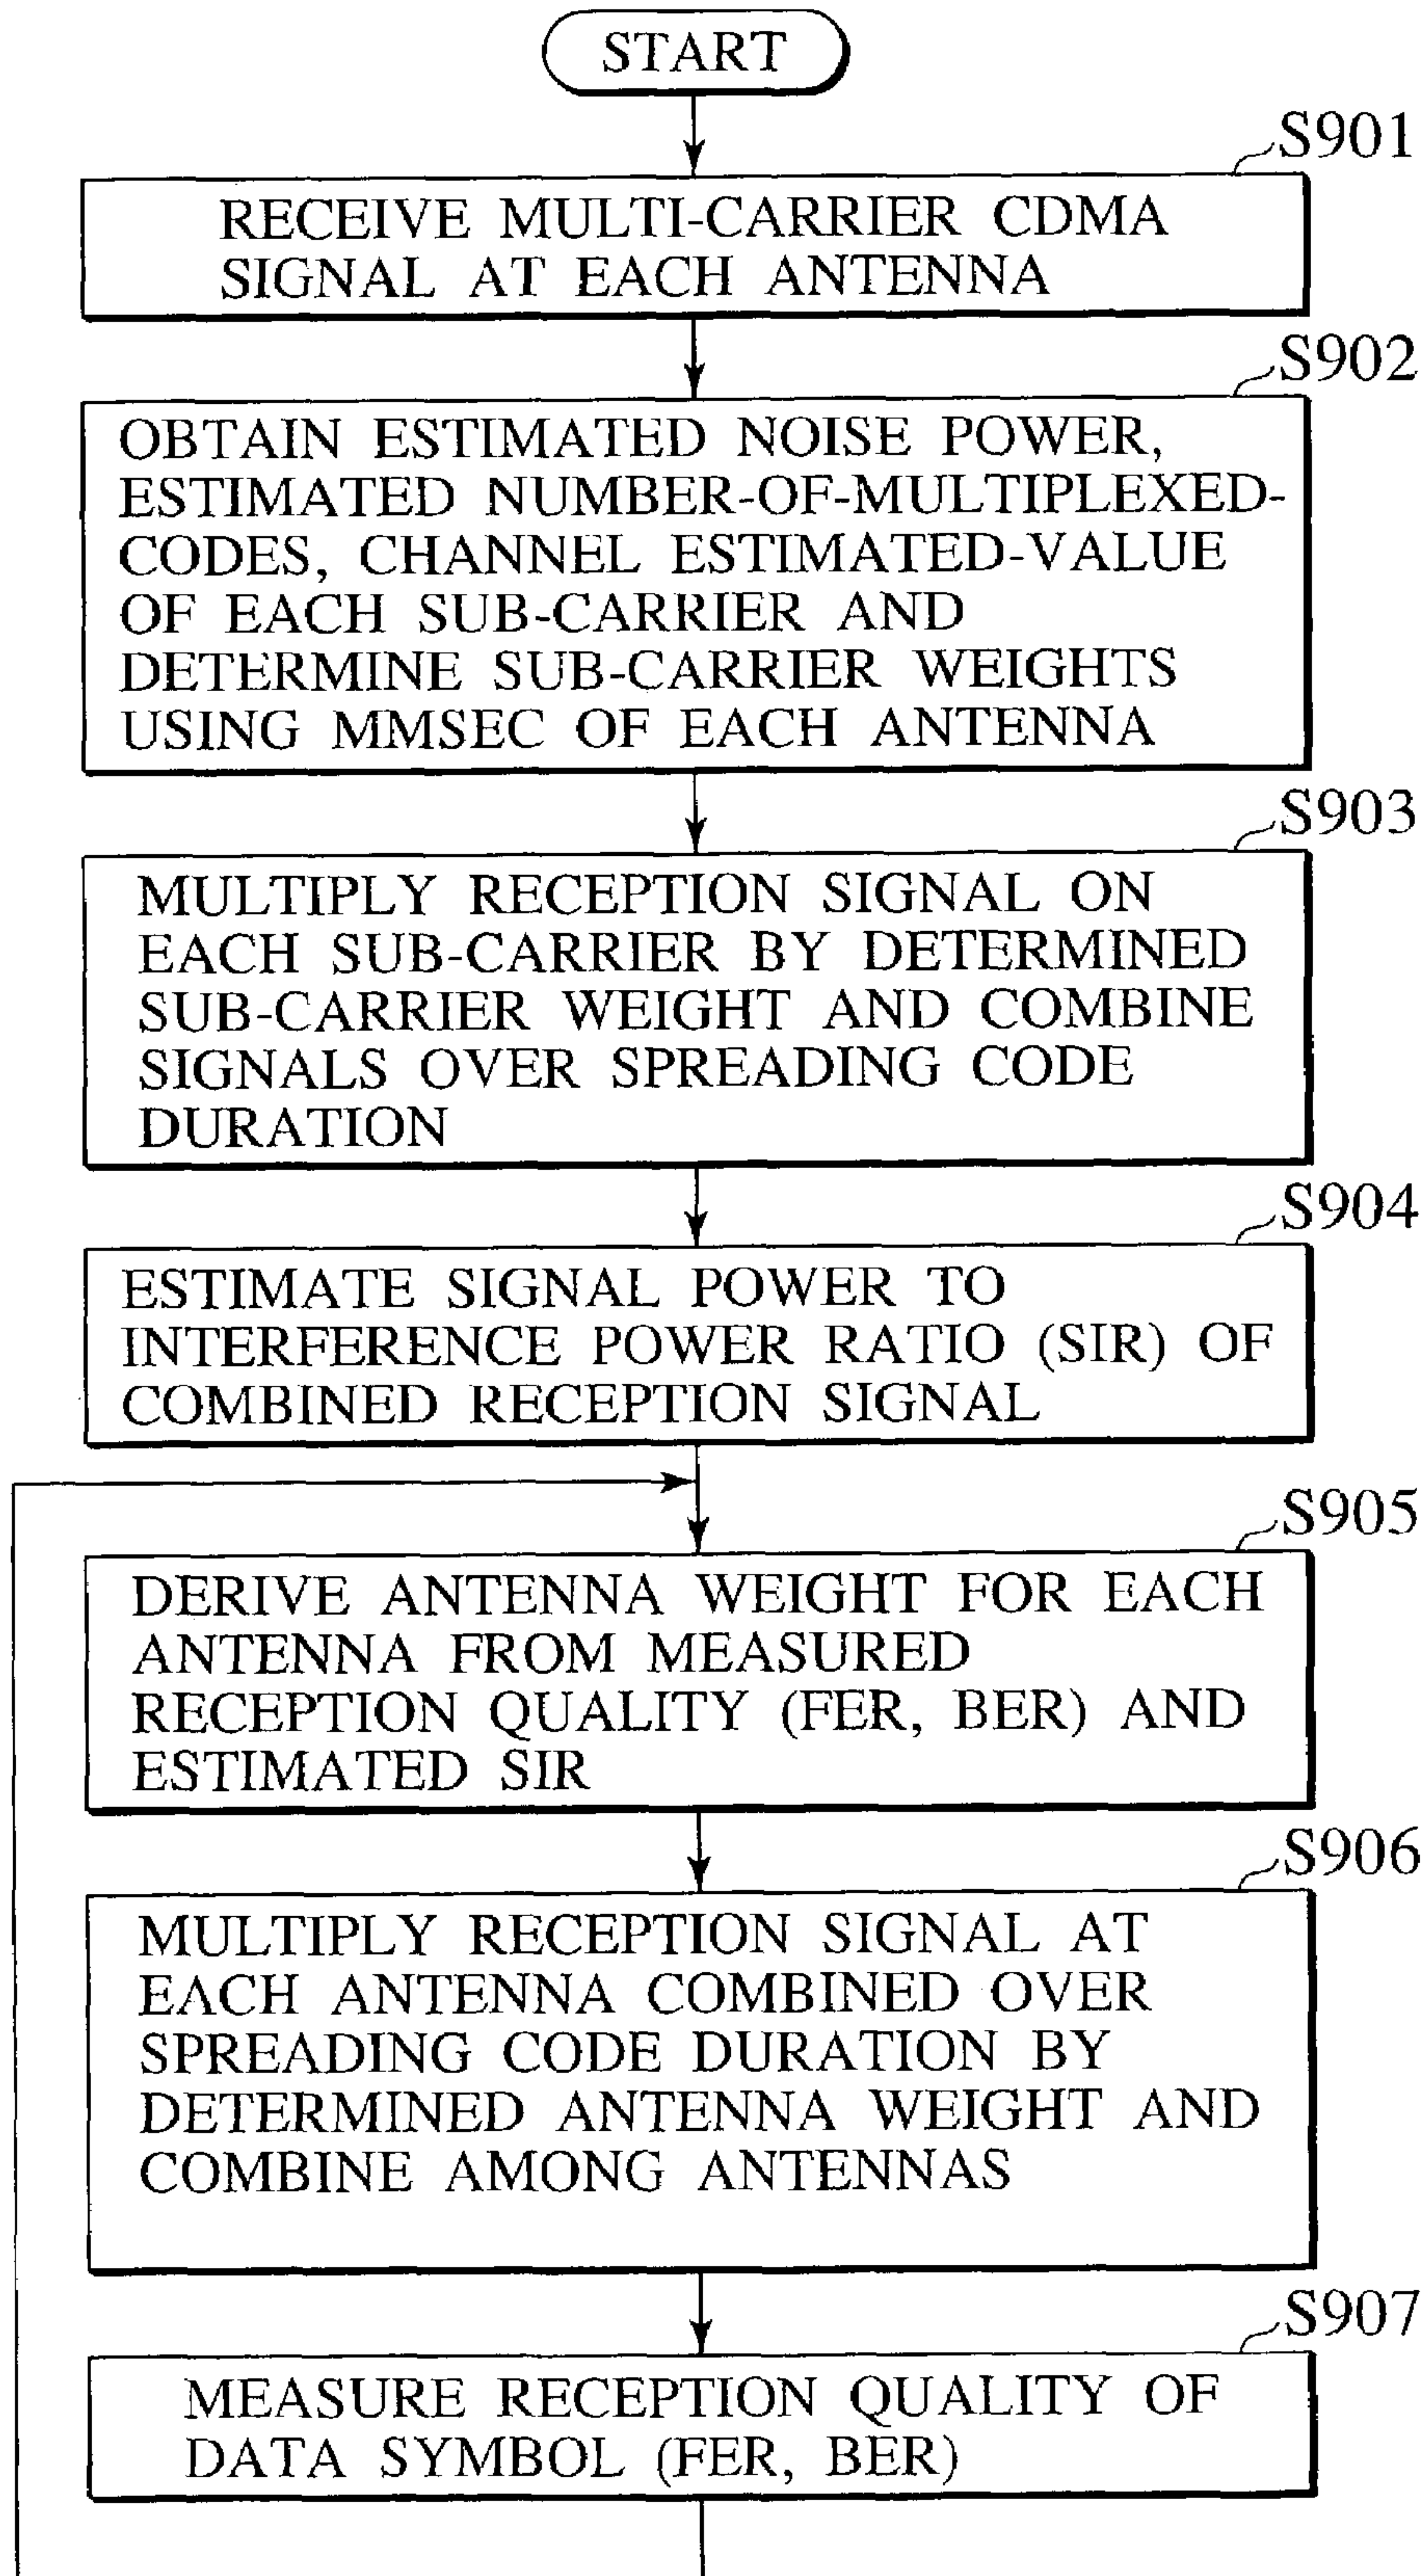 START
S901
RECEIVE MULTI-CARRIER CDMA
SIGNAL AT EACH ANTENNA
S902
OBTAIN ESTIMATED NOISE POWER,
ESTIMATED NUMBER-OF-MULTIPLEXED-
CODES, CHANNEL ESTIMATED-VALUE
OF EACH SUB-CARRIER AND
DETERMINE SUB-CARRIER WEIGHTS
USING MMSEC OF EACH ANTENNA
S903
MULTIPLY RECEPTION SIGNAL ON
EACH SUB-CARRIER BY DETERMINED
SUB-CARRIER WEIGHT AND COMBINE
SIGNALS OVER SPREADING CODE
DURATION
S904
ESTIMATE SIGNAL POWER TO
INTERFERENCE POWER RATIO (SIR) OF
COMBINED RECEPTION SIGNAL
S905
DERIVE ANTENNA WEIGHT FOR EACH
ANTENNA FROM MEASURED
RECEPTION QUALITY (FER, BER) AND
ESTIMATED SIR
S906
MULTIPLY RECEPTION SIGNAL AT
EACH ANTENNA COMBINED OVER
SPREADING CODE DURATION BY
DETERMINED ANTENNA WEIGHT AND
COMBINE AMONG ANTENNAS
S907
MEASURE RECEPTION QUALITY OF
DATA SYMBOL (FER, BER)